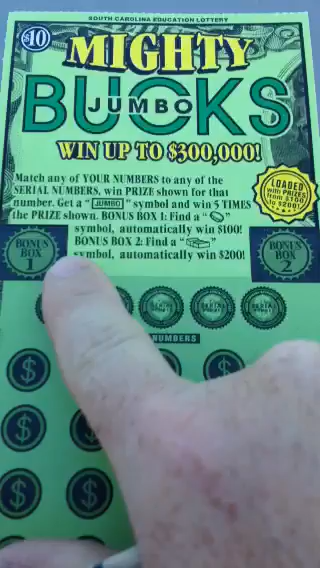 SOUTH CAROLINA EDUCATION LOTTERY
$10
MIGHTY
JUMBO
BUCKS
WIN UP TO $300,000!
Match any of YOUR NUMBERS to any of the
SERIAL NUMBERS, win PRIZE shown for that
number. Get a "JUMBO" symbol and win 5 TIMES
the PRIZE shown. BONUS BOX 1: Find a " "
symbol, automatically win $100!
BONUS BOX 2: Find a " "
symbol, automatically win $200!
LOADED
with PRIZES
from $100
to $200!
BONUS
BOX
1
BONUS
BOX
2
NUMBERS
$
$
$
$
$
$